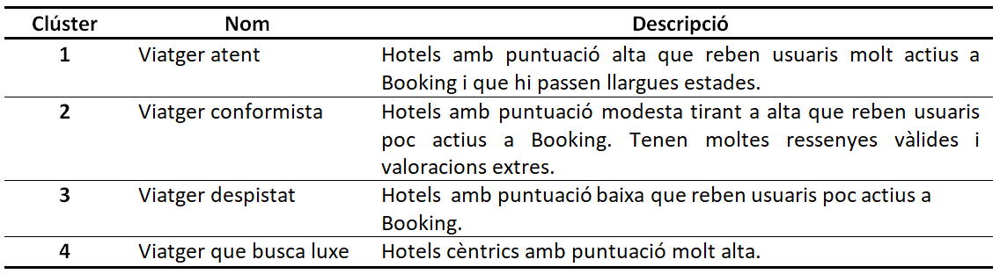 Clúster Nom Descripció
1 Viatger atent Hotels amb puntuació alta que reben usuaris molt actius a
Booking i que hi passen llargues estades.
2 Viatger conformista Hotels amb puntuació modesta tirant a alta que reben usuaris
poc actius a Booking. Tenen moltes ressenyes vàlides i
valoracions extres.
3 Viatger despistat Hotels amb puntuació baixa que reben usuaris poc actius a
Booking.
4 Viatger que busca luxe Hotels cèntrics amb puntuació molt alta.